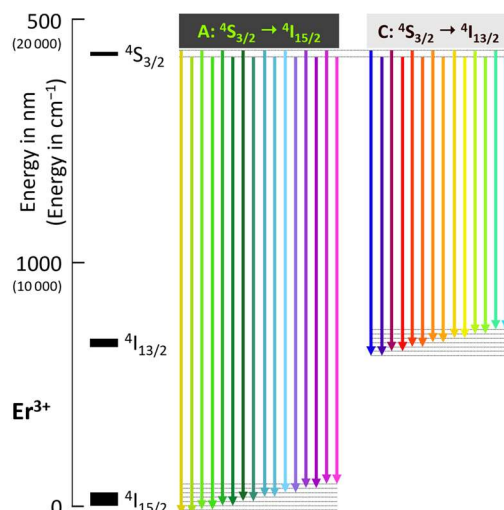 500
(20 000)
⁴S₃/₂
A: ⁴S₃/₂ → ⁴I₁₅/₂
C: ⁴S₃/₂ → ⁴I₁₃/₂
Energy in nm
(Energy in cm⁻¹)
1000
(10 000)
⁴I₁₃/₂
Er³⁺
0
⁴I₁₅/₂